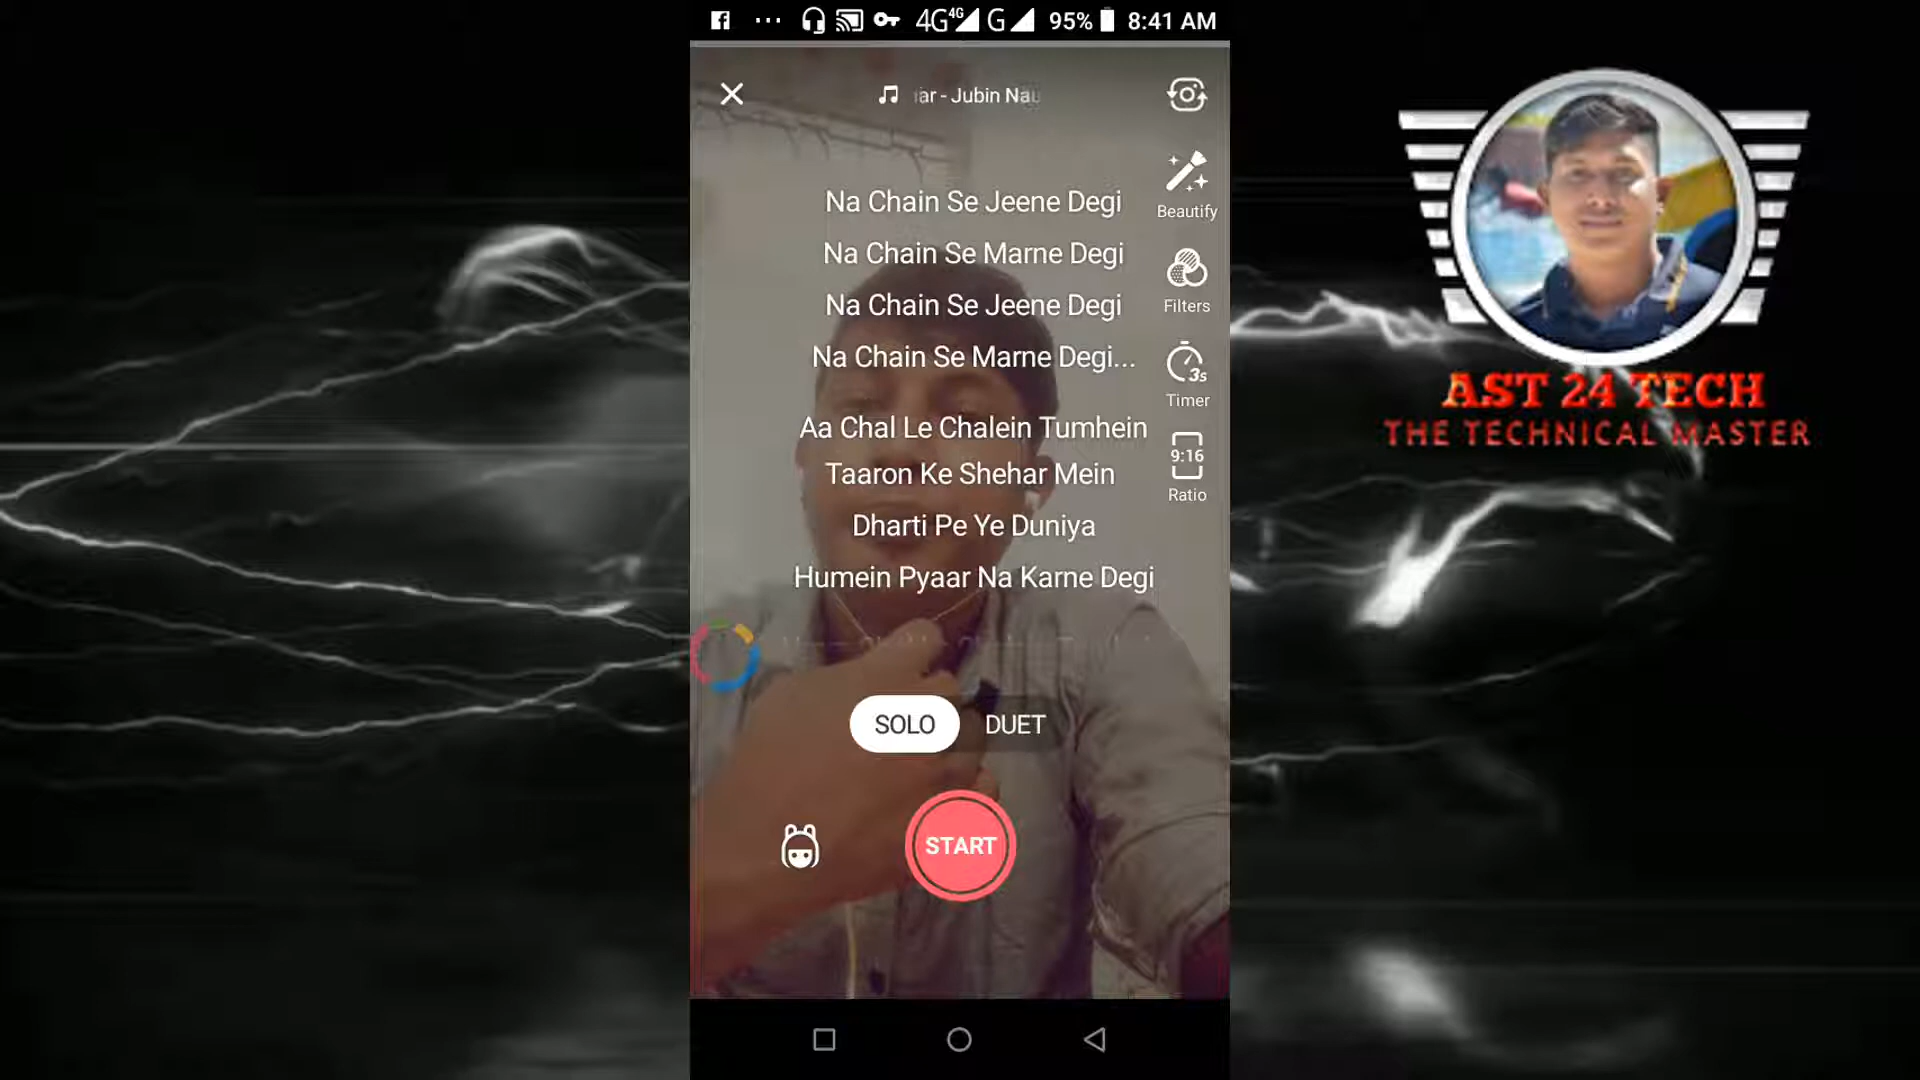 4G 4G G 95% 8:41 AM
ar - Jubin Nau
Na Chain Se Jeene Degi
Na Chain Se Marne Degi
Na Chain Se Jeene Degi
Na Chain Se Marne Degi...
Aa Chal Le Chalein Tumhein
Taaron Ke Shehar Mein
Dharti Pe Ye Duniya
Humein Pyaar Na Karne Degi
Beautify
Filters
3s
Timer
9:16
Ratio
SOLO DUET
START
AST 24 TECH
THE TECHNICAL MASTER